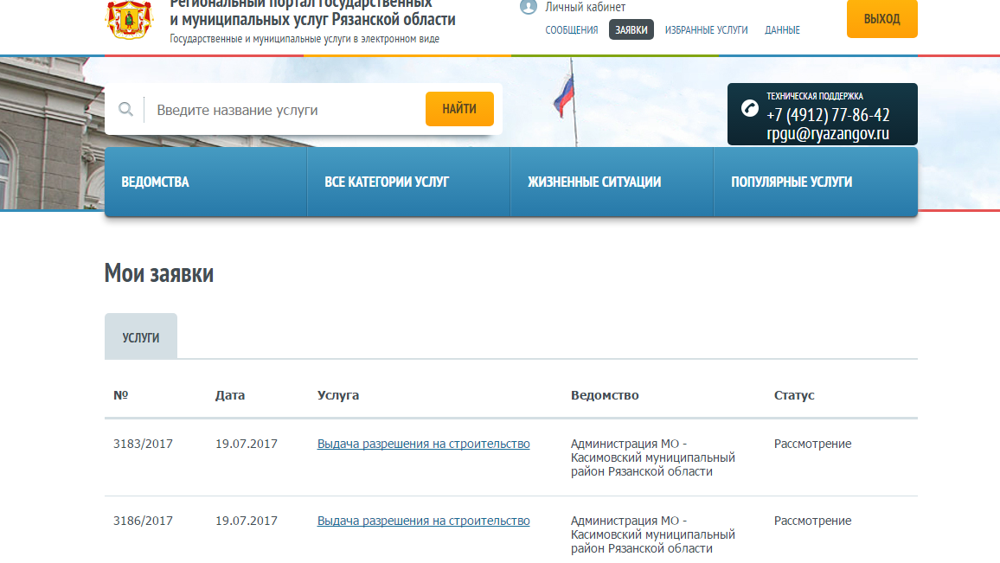 Региональный портал государственных
и муниципальных услуг Рязанской области
Государственные и муниципальные услуги в электронном виде
Личный кабинет
СООБЩЕНИЯ
ЗАЯВКИ
ИЗБРАННЫЕ УСЛУГИ
ДАННЫЕ
ВЫХОД
Введите название услуги
НАЙТИ
ТЕХНИЧЕСКАЯ ПОДДЕРЖКА
+7 (4912) 77-86-42
rpgu@ryazangov.ru
ВЕДОМСТВА
ВСЕ КАТЕГОРИИ УСЛУГ
ЖИЗНЕННЫЕ СИТУАЦИИ
ПОПУЛЯРНЫЕ УСЛУГИ
Мои заявки
УСЛУГИ
№ Дата Услуга Ведомство Статус
3183/2017 19.07.2017 Выдача разрешения на строительство Администрация МО - Рассмотрение
Касимовский муниципальный
район Рязанской области
3186/2017 19.07.2017 Выдача разрешения на строительство Администрация МО - Рассмотрение
Касимовский муниципальный
район Рязанской области